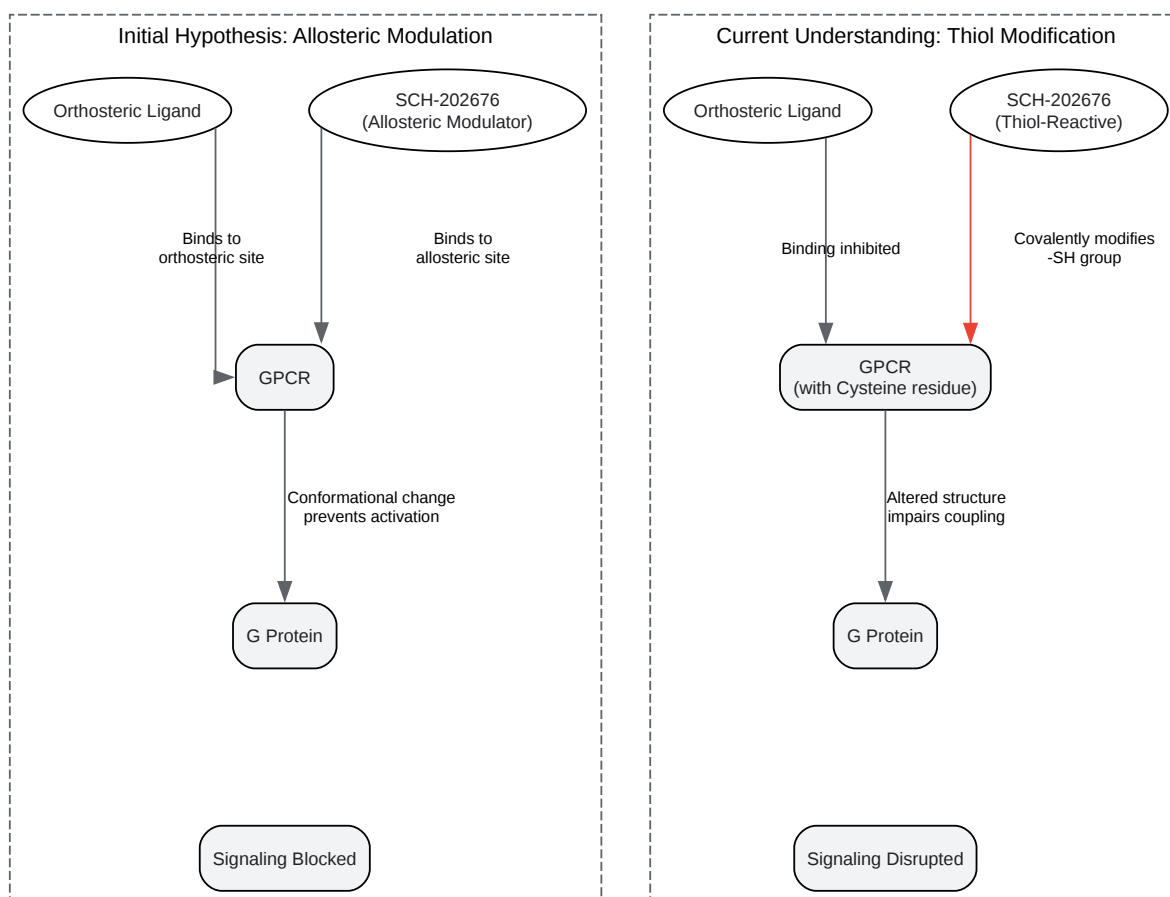 Initial Hypothesis: Allosteric Modulation
Orthosteric Ligand
SCH-202676
(Allosteric Modulator)
Binds to
orthosteric site
Binds to
allosteric site
GPCR
Conformational change
prevents activation
G Protein
Signaling Blocked
Current Understanding: Thiol Modification
Orthosteric Ligand
SCH-202676
(Thiol-Reactive)
Binding inhibited
Covalently modifies
-SH group
GPCR
(with Cysteine residue)
Altered structure
impairs coupling
G Protein
Signaling Disrupted